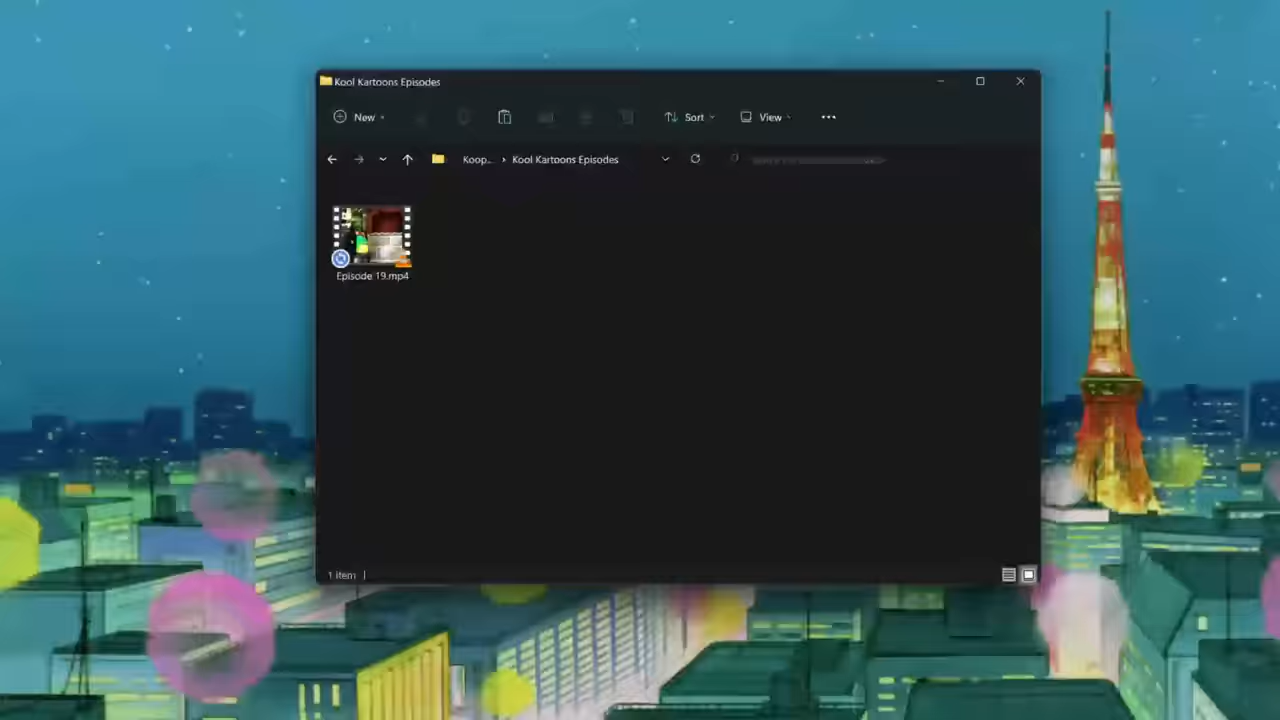 Kool Kartoons Episodes
New
Sort
View
Koop... > Kool Kartoons Episodes
Episode 19.mp4
1 item